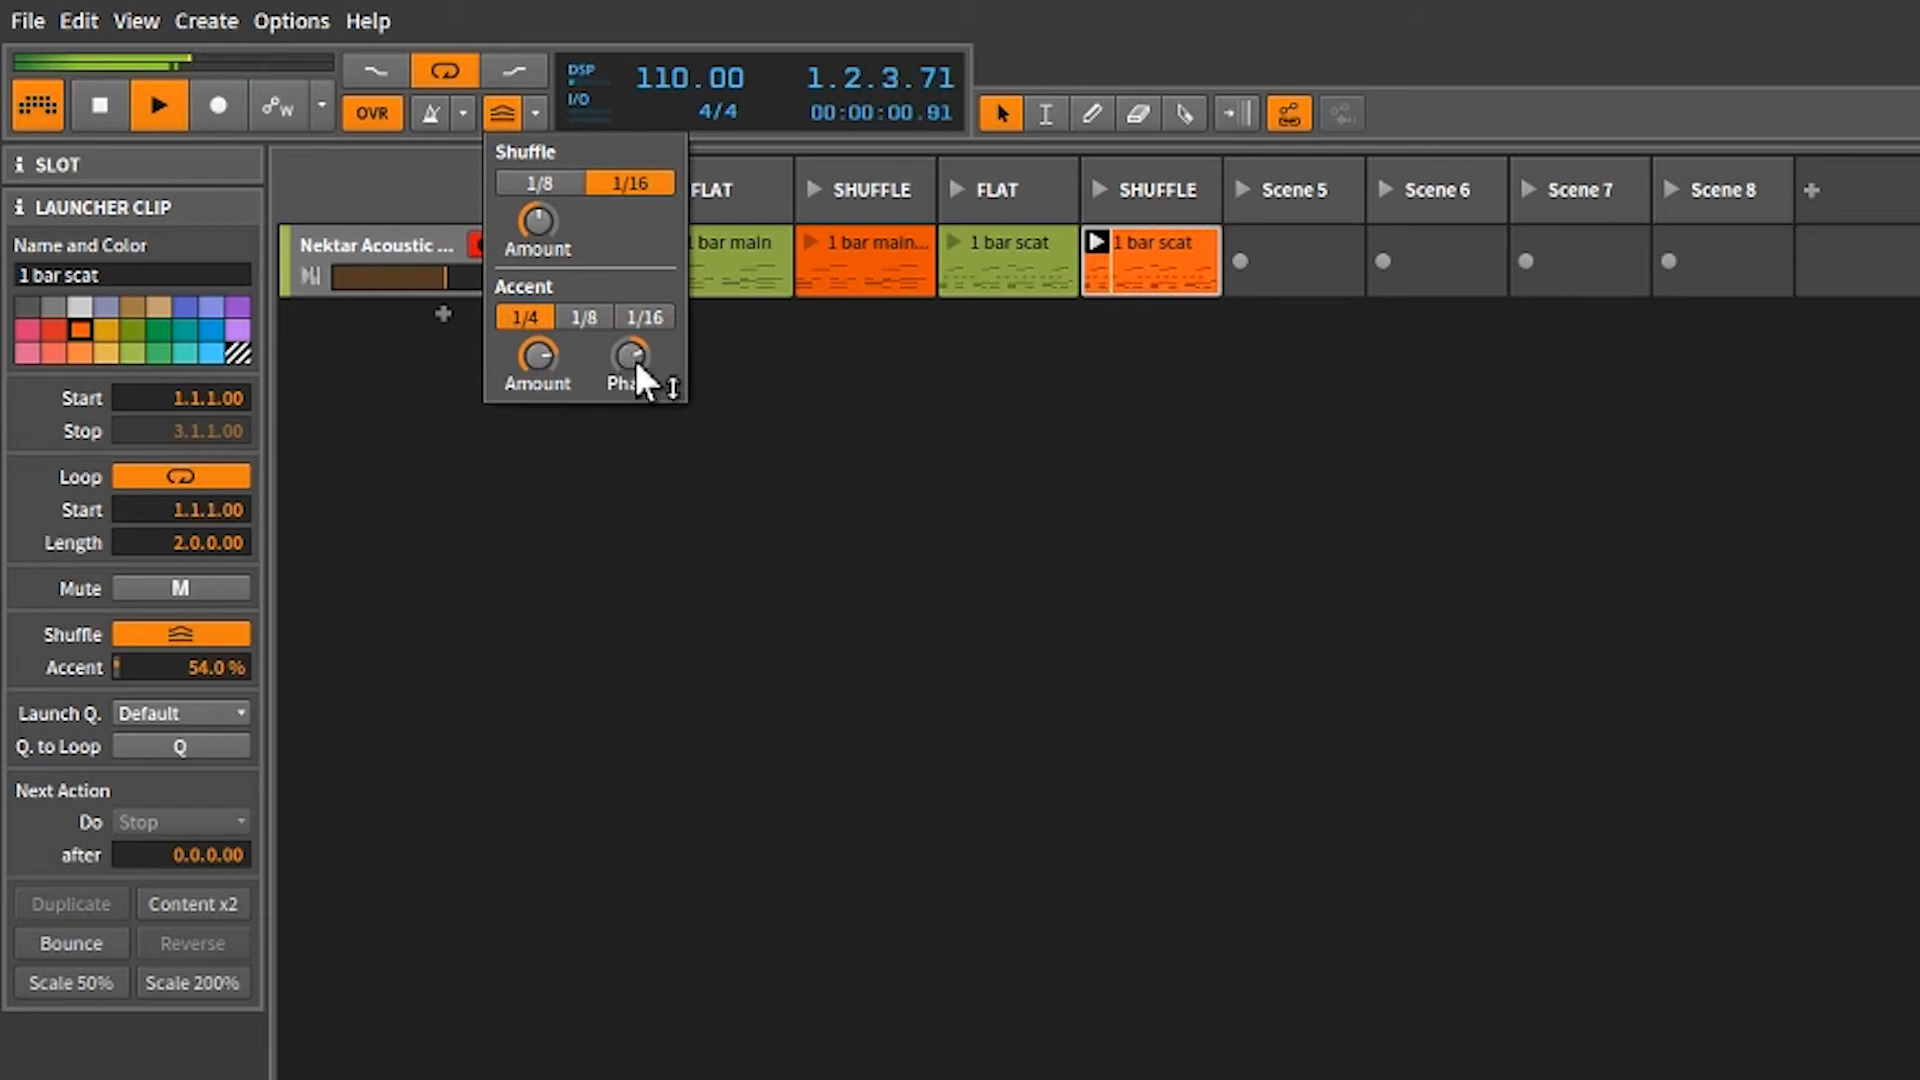 File Edit View Create Options Help
OVR
DSP
I/O
110.00
4/4
1.2.3.71
00:00:00.91
W
SLOT
LAUNCHER CLIP
Name and Color
1 bar scat
Start 1.1.1.00
Stop 3.1.1.00
Loop
Start 1.1.1.00
Length 2.0.0.00
Mute M
Shuffle
Accent 54.0 %
Launch Q. Default
Q. to Loop Q
Next Action
Do Stop
after 0.0.0.00
Duplicate Content x2
Bounce Reverse
Scale 50% Scale 200%
Shuffle
1/8 1/16
Amount
Accent
1/4 1/8 1/16
Amount
FLAT SHUFFLE FLAT SHUFFLE Scene 5 Scene 6 Scene 7 Scene 8
Nektar Acoustic ...
1 bar main 1 bar main... 1 bar scat 1 bar scat